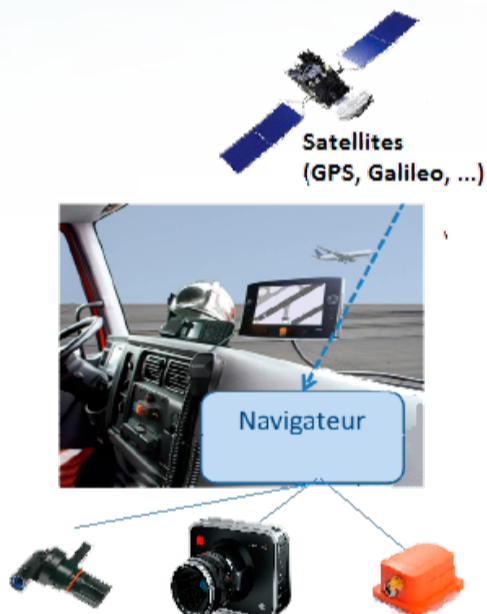 Satellites
(GPS, Galileo, ...)
Navigateur